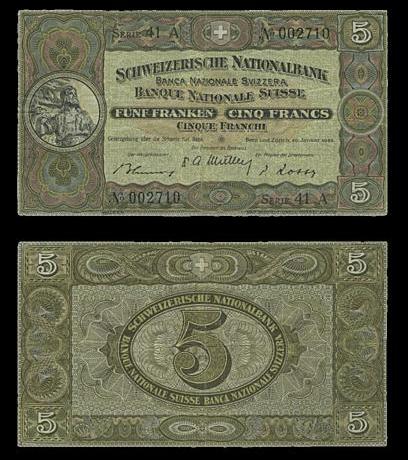 SERIE 41 A
№ 002710
5
SCHWEIZERISCHE NATIONALBANK
BANCA NAZIONALE SVIZZERA
BANQUE NATIONALE SUISSE
FÜNF FRANKEN CINQ FRANCS
CINQUE FRANCHI
№ 002710
SERIE 41 A
5
5
5
SCHWEIZERISCHE NATIONALBANK
5
BANQUE NATIONALE SUISSE BANCA NAZIONALE SVIZZERA
5
5